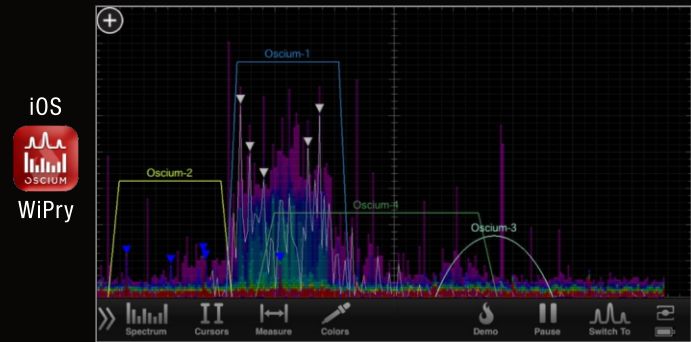 iOS
OSCIUM
WiPry
Oscium-1
Oscium-2
Oscium-4
Oscium-3
Spectrum
Cursors
Measure
Colors
Demo
Pause
Switch To